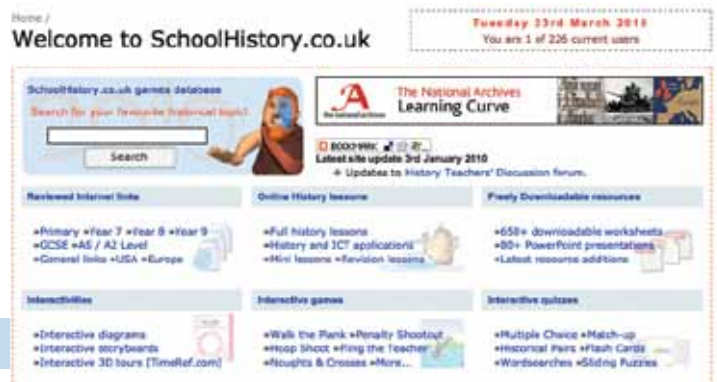 Home /
Welcome to SchoolHistory.co.uk
Tuesday 23rd March 2010
You are 1 of 226 current users
SchoolHistory.co.uk games database
Search for your favourite historical topic!
Search
The National Archives
Learning Curve
the national archives
BOOKMARK
Latest site update 3rd January 2010
Updates to History Teachers' Discussion forum.
Reviewed Internet links
»Primary »Year 7 »Year 8 »Year 9
»GCSE »AS / A2 Level
»General links »USA »Europe
Online History lessons
»Full history lessons
»History and ICT applications
»Mini lessons »Revision lessons
Freely Downloadable resources
»650+ downloadable worksheets
»80+ PowerPoint presentations
»Latest resource additions
Interactivities
»Interactive diagrams
»Interactive storyboards
»Interactive 3D tours [TimeRef.com]
Interactive games
»Walk the Plank »Penalty Shootout
»Hoop Shoot »Fling the Teacher
»Noughts & Crosses »More...
Interactive quizzes
»Multiple Choice »Match-up
»Historical Pairs »Flash Cards
»Wordsearches »Sliding Puzzles